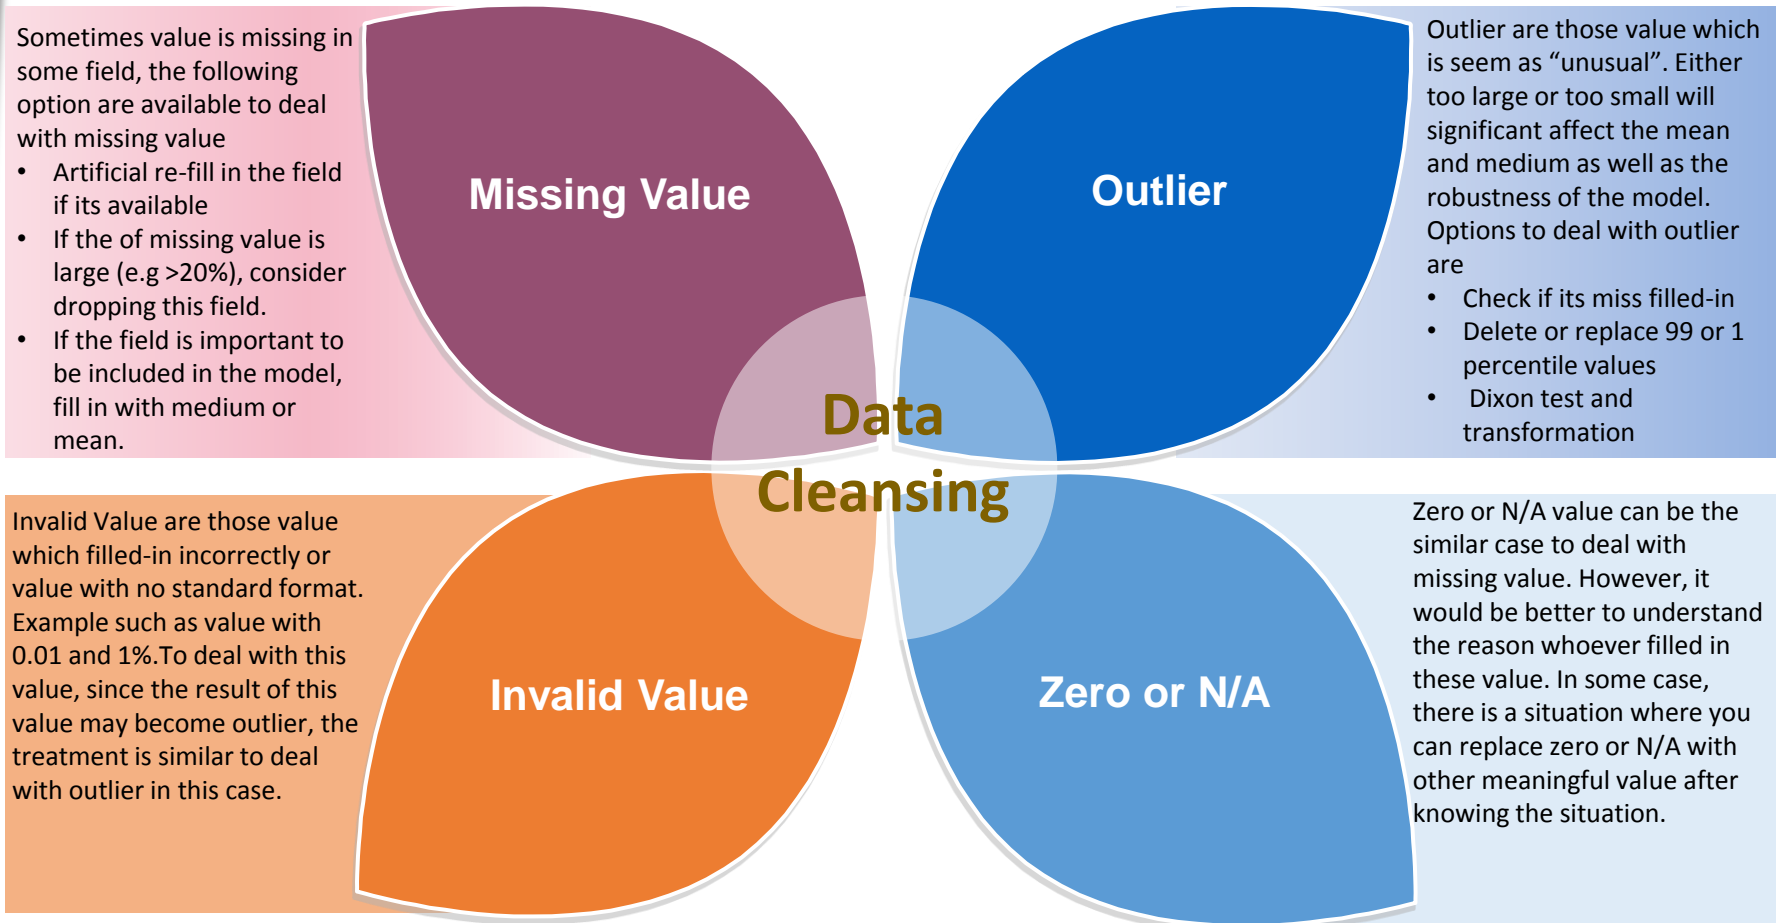 Sometimes value is missing in
some field, the following
option are available to deal
with missing value
• Artificial re-fill in the field
if its available
• If the of missing value is
large (e.g >20%), consider
dropping this field.
• If the field is important to
be included in the model,
fill in with medium or
mean.
Missing Value
Outlier
Outlier are those value which
is seem as “unusual”. Either
too large or too small will
significant affect the mean
and medium as well as the
robustness of the model.
Options to deal with outlier
are
• Check if its miss filled-in
• Delete or replace 99 or 1
percentile values
• Dixon test and
transformation
Data
Cleansing
Invalid Value are those value
which filled-in incorrectly or
value with no standard format.
Example such as value with
0.01 and 1%.To deal with this
value, since the result of this
value may become outlier, the
treatment is similar to deal
with outlier in this case.
Invalid Value
Zero or N/A
Zero or N/A value can be the
similar case to deal with
missing value. However, it
would be better to understand
the reason whoever filled in
these value. In some case,
there is a situation where you
can replace zero or N/A with
other meaningful value after
knowing the situation.